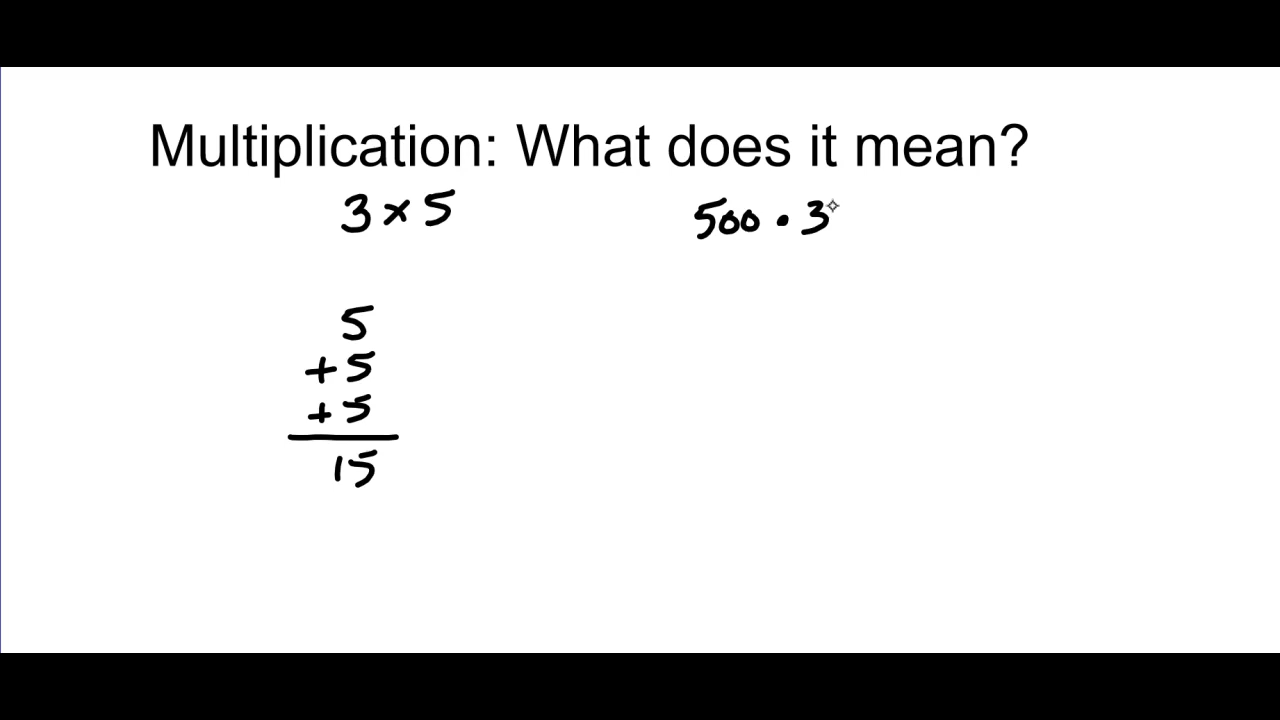 Multiplication: What does it mean?
3 × 5
500 · 3
5
+5
+5
15